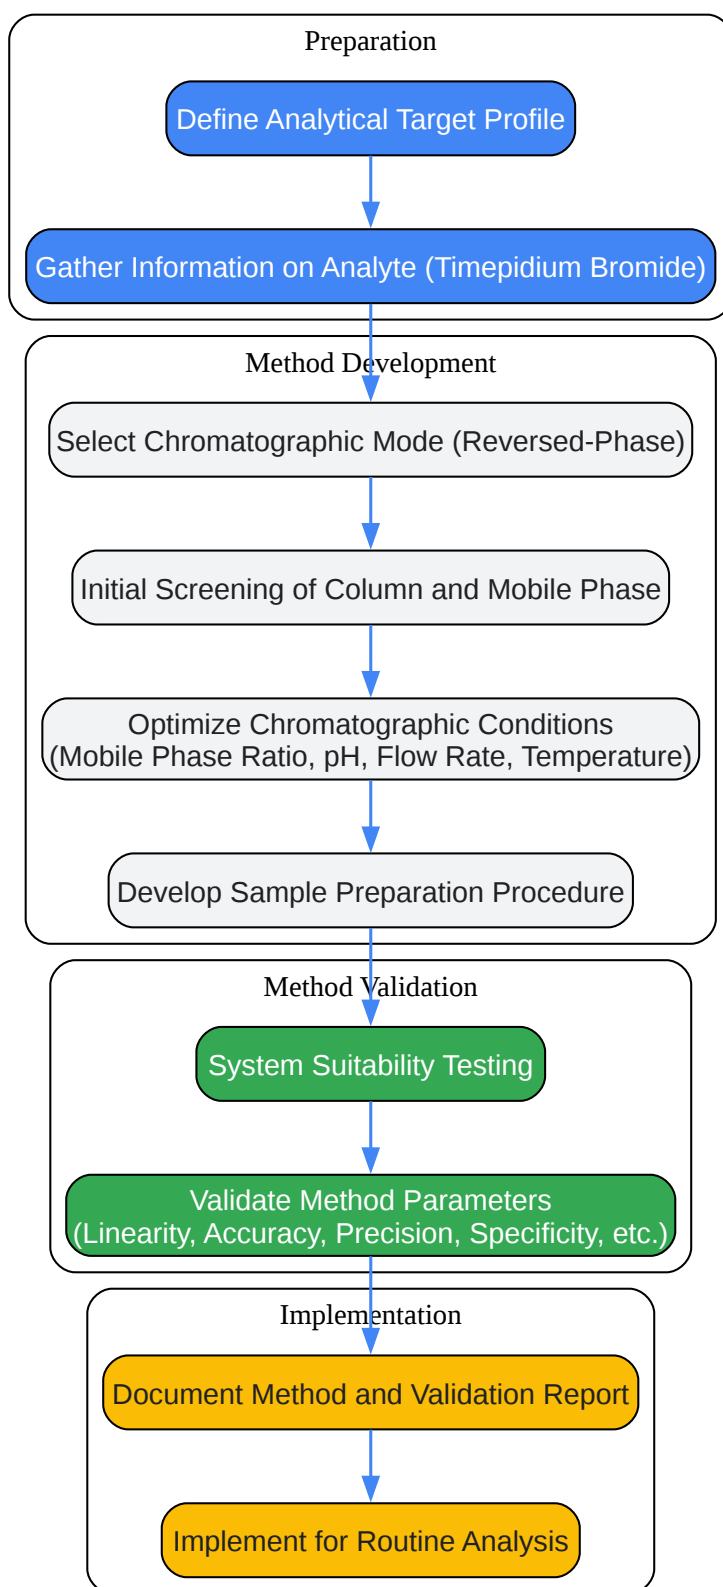 Preparation
Define Analytical Target Profile
Gather Information on Analyte (Timepidium Bromide)
Method Development
Select Chromatographic Mode (Reversed-Phase)
Initial Screening of Column and Mobile Phase
Optimize Chromatographic Conditions
(Mobile Phase Ratio, pH, Flow Rate, Temperature)
Develop Sample Preparation Procedure
Method Validation
System Suitability Testing
Validate Method Parameters
(Linearity, Accuracy, Precision, Specificity, etc.)
Implementation
Document Method and Validation Report
Implement for Routine Analysis